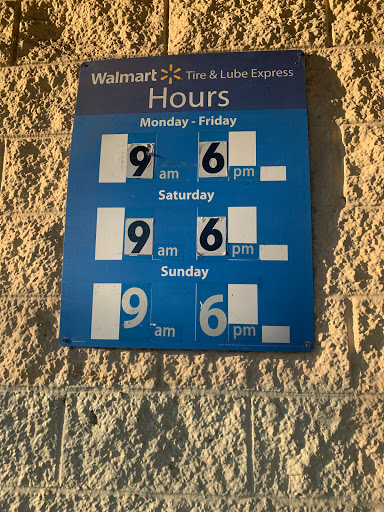 Walmart Tire & Lube Express
Hours
Monday - Friday
9 am 6 pm
Saturday
9 am 6 pm
Sunday
9 am 6 pm